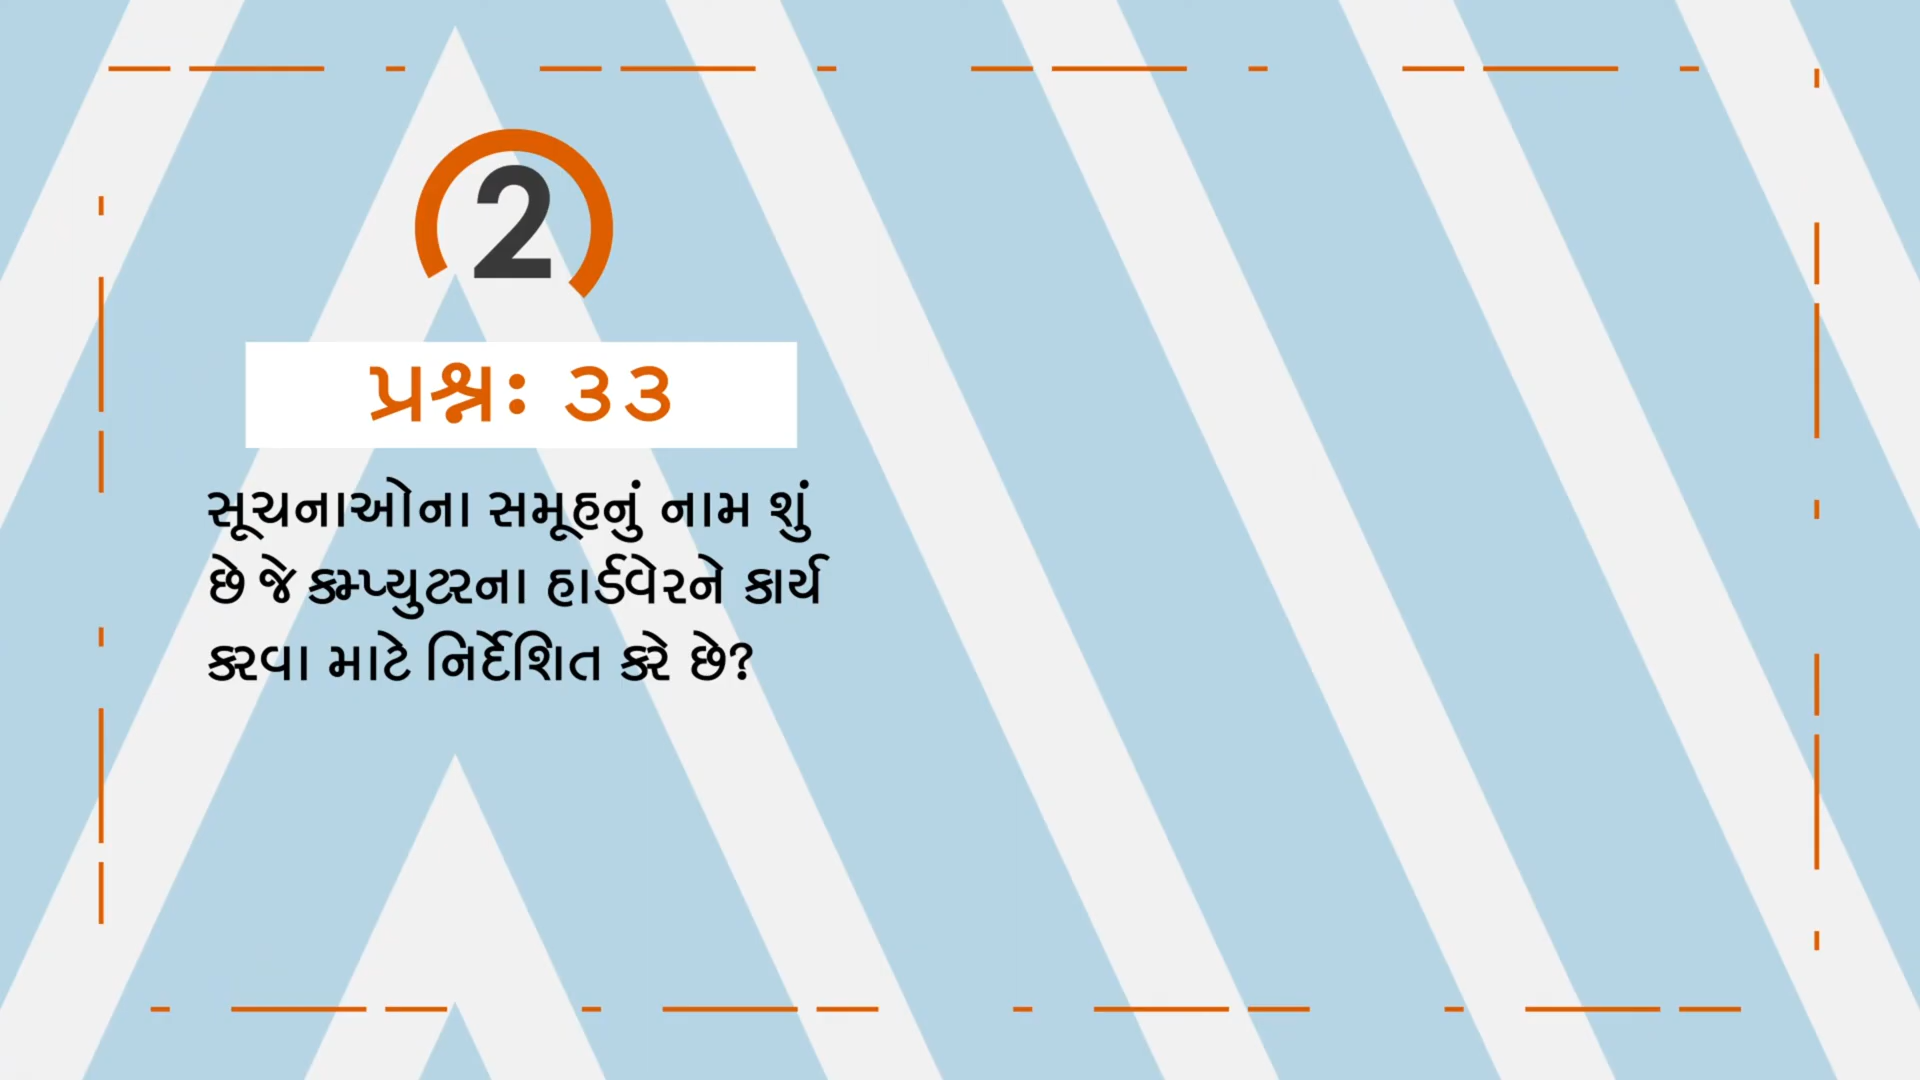 2
પ્રશ્નઃ ૩૩
સૂચનાઓના સમૂહનું નામ શું
છે જે કમ્પ્યુટરના હાર્ડવેરને કાર્ય
કરવા માટે નિર્દેશિત કરે છે?